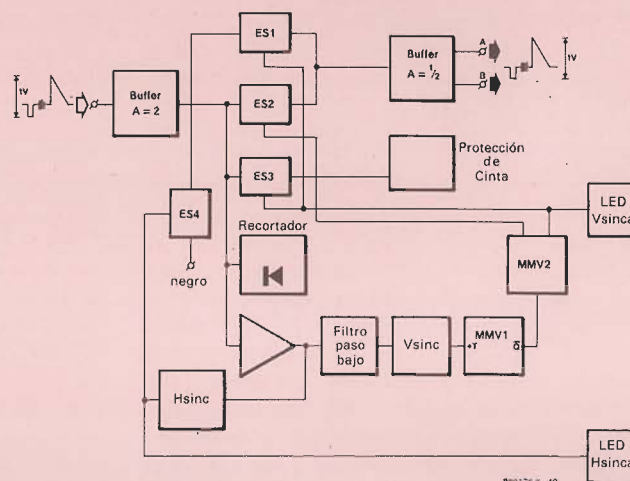 ES1
1V
Buffer
A = 2
ES2
Buffer
A = 1/2
A
B
1V
ES3
Protección
de
Cinta
ES4
negro
Recortador
LED
Vsinca
MMV2
Filtro
paso
bajo
Vsinc
MMV1
+T
Q̅
Hsinc
LED
Hsinca